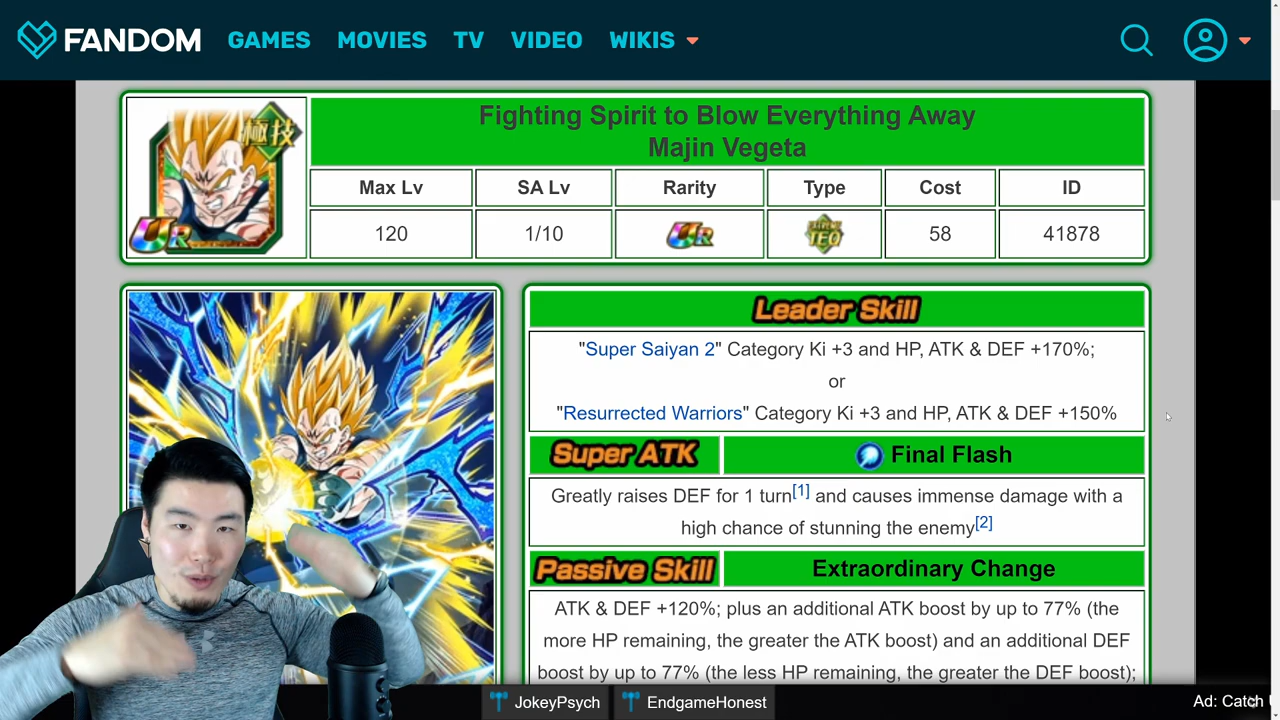 FANDOM GAMES MOVIES TV VIDEO WIKIS
Fighting Spirit to Blow Everything Away
Majin Vegeta
極技
UR
Max Lv SA Lv Rarity Type Cost ID
120 1/10 UR EXTREME TEQ 58 41878
Leader Skill
"Super Saiyan 2" Category Ki +3 and HP, ATK & DEF +170%;
or
"Resurrected Warriors" Category Ki +3 and HP, ATK & DEF +150%
Super ATK Final Flash
Greatly raises DEF for 1 turn[1] and causes immense damage with a
high chance of stunning the enemy[2]
Passive Skill Extraordinary Change
ATK & DEF +120%; plus an additional ATK boost by up to 77% (the
more HP remaining, the greater the ATK boost) and an additional DEF
boost by up to 77% (the less HP remaining, the greater the DEF boost);
JokeyPsych EndgameHonest
Ad: Catch